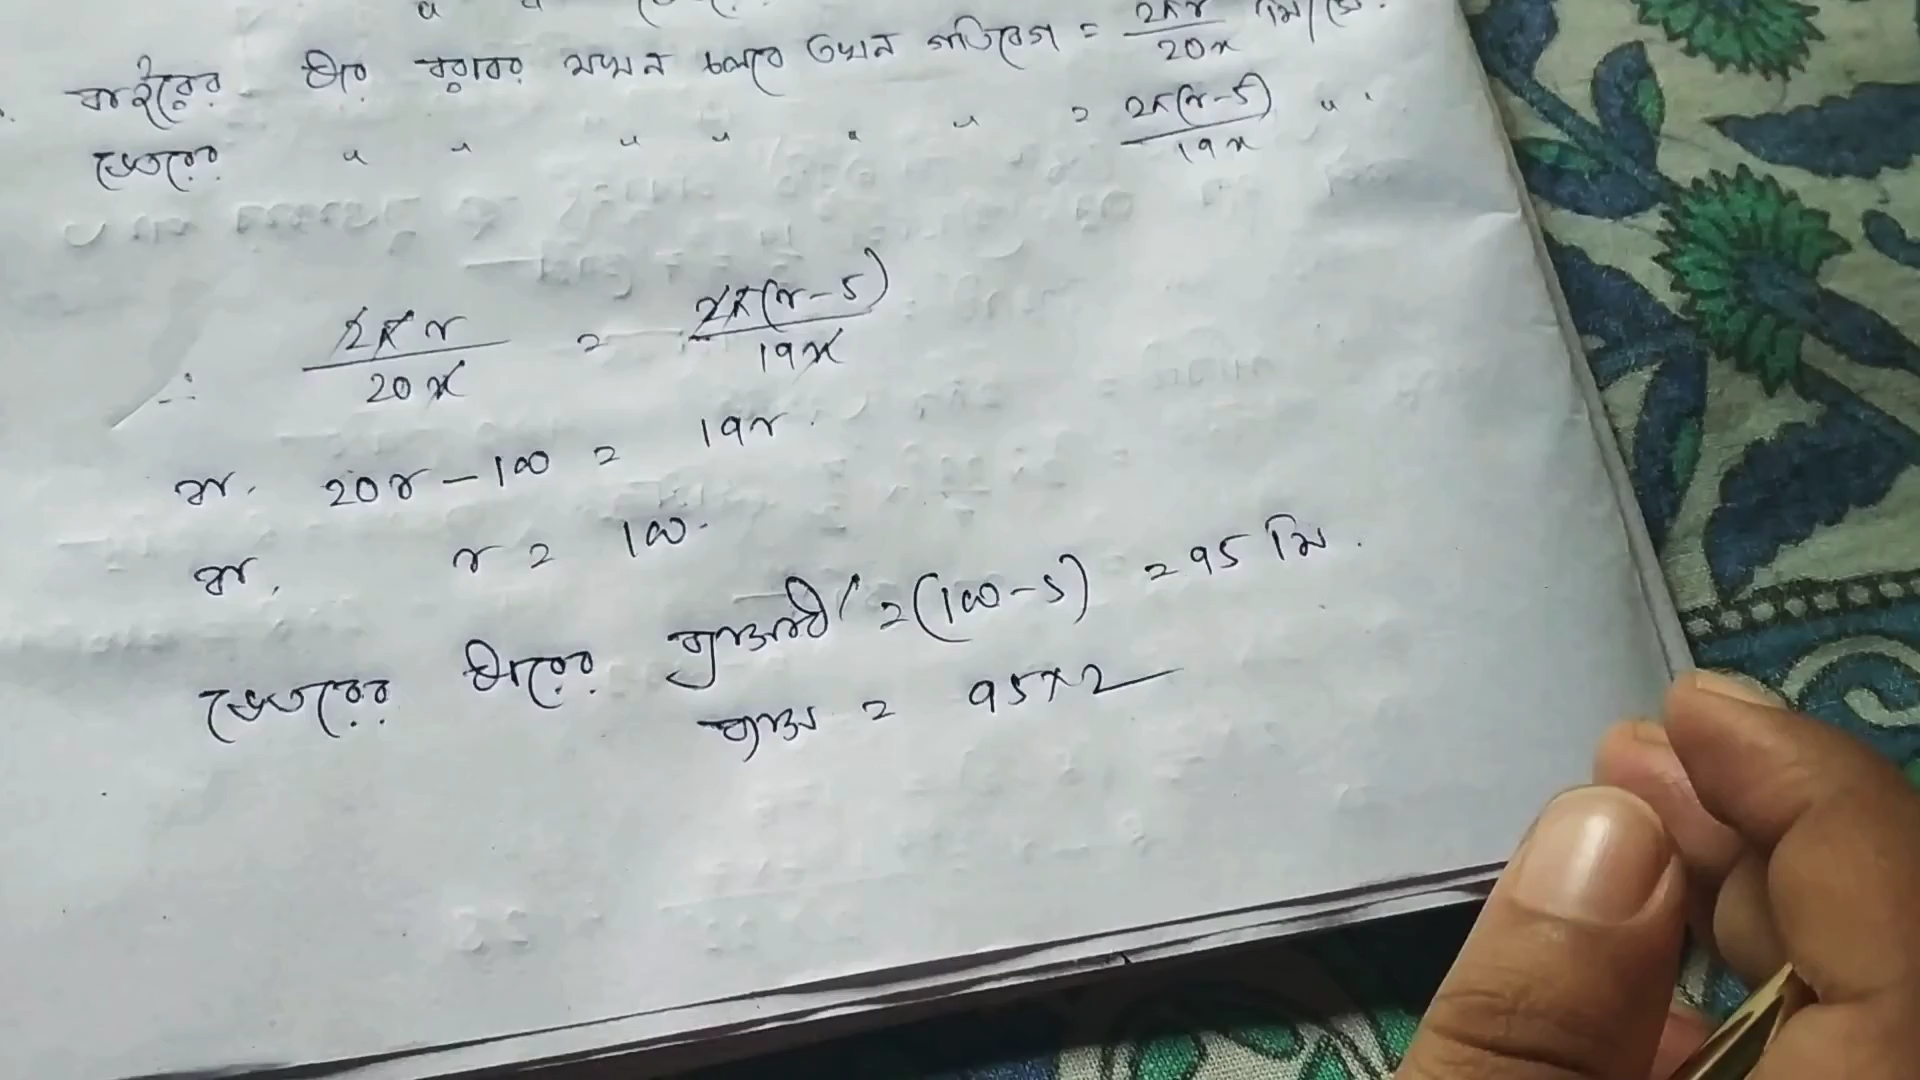 বাইরের ধার বরাবর যখন চলবে তখন গতিবেগ = 2πr/20x মি/মি.
ভেতরের " " " " " " = 2π(r-5)/19x " .
∴ 2πr/20x = 2π(r-5)/19x
বা, 20r - 100 = 19r.
বা, r = 100.
ভেতরের ধারের ব্যাসার্ধ = (100-5) = 95 মি.
ব্যাস = 95×2